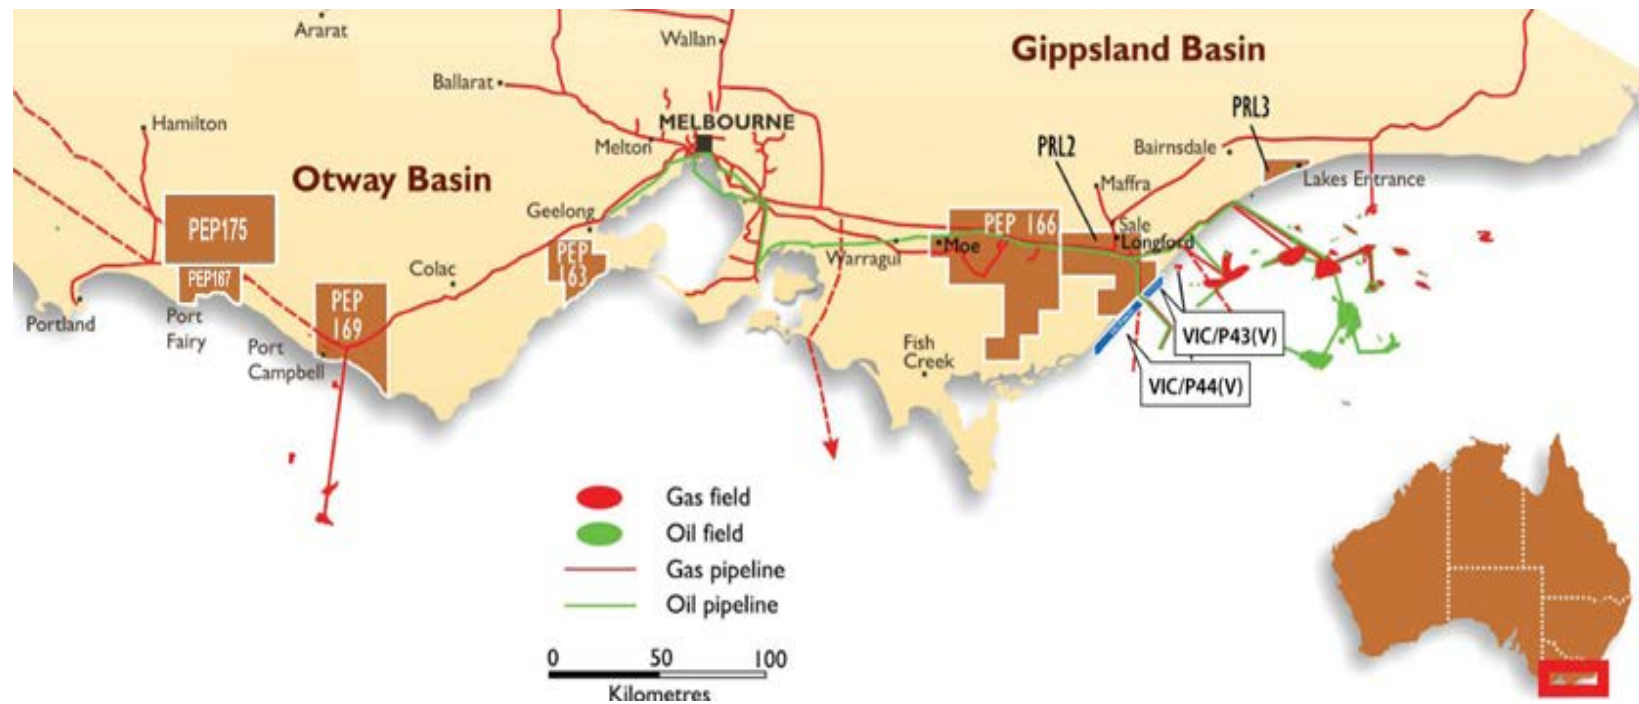 Ararat
Wallan
Gippsland Basin
Ballarat
PRL3
Hamilton
MELBOURNE
Melton
PRL2
Bairnsdale
Otway Basin
Maffra
Lakes Entrance
Geelong
PEP175
PEP 166
Sale
Moe
Longford
Warragul
PEP
163
Colac
PEP167
PEP
169
Portland
Port
Fairy
Port
Campbell
Fish
Creek
VIC/P43(V)
VIC/P44(V)
Gas field
Oil field
Gas pipeline
Oil pipeline
0 50 100
Kilometres